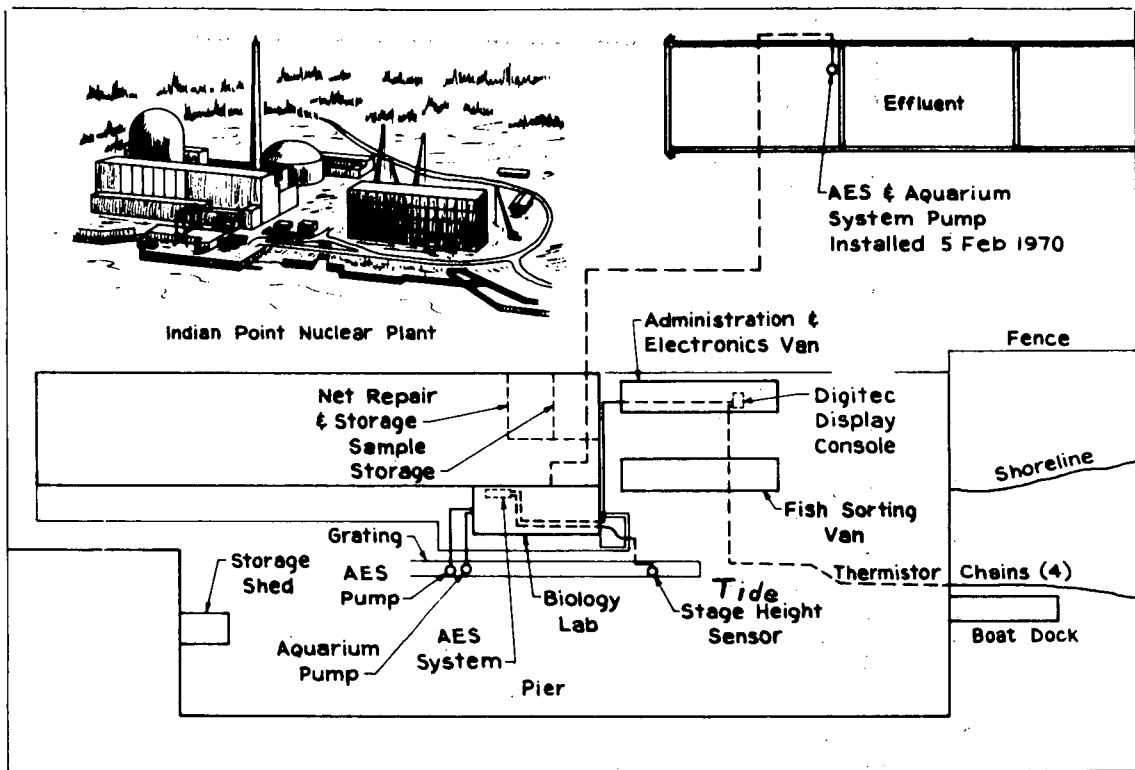 Effluent
AES & Aquarium
System Pump
Installed 5 Feb 1970
Indian Point Nuclear Plant
Administration &
Electronics Van
Fence
Net Repair
& Storage
Sample
Storage
Digitec
Display
Console
Shoreline
Fish Sorting
Van
Grating
Storage
Shed
AES
Pump
Biology
Lab
Tide
Stage Height
Sensor
Thermistor Chains (4)
Boat Dock
Aquarium
Pump
AES
System
Pier